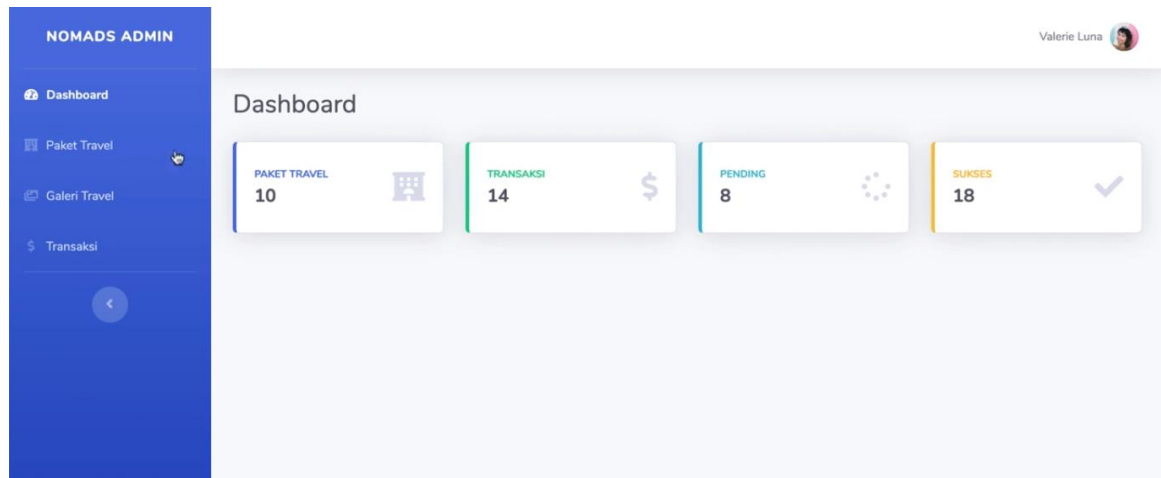 NOMADS ADMIN
Valerie Luna
Dashboard
Paket Travel
Galeri Travel
$ Transaksi
Dashboard
PAKET TRAVEL
10
TRANSAKSI
14
$
PENDING
8
SUKSES
18